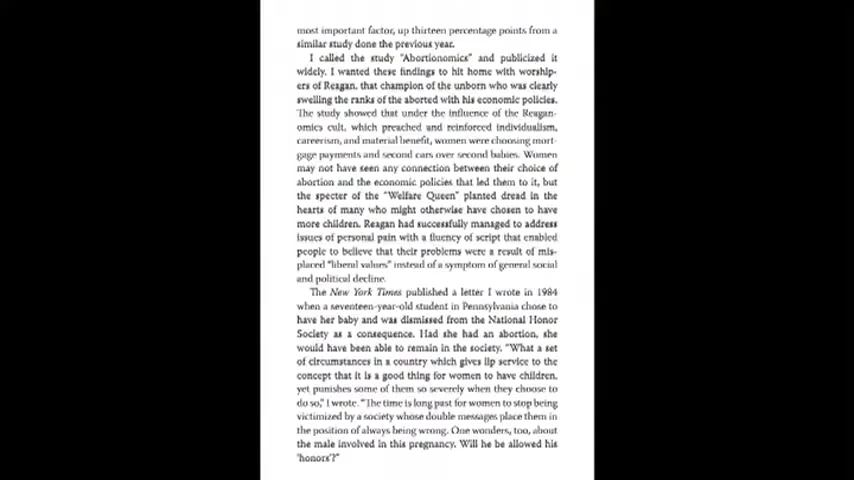 most important factor, up thirteen percentage points from a
similar study done the previous year.
I called the study "Abortionomics" and publicized it
widely. I wanted these findings to hit home with worship-
ers of Reagan, that champion of the unborn who was clearly
swelling the ranks of the aborted with his economic policies.
The study showed that under the influence of the Reagan-
omics cult, which preached and reinforced individualism,
careerism, and material benefit, women were choosing mort-
gage payments and second cars over second babies. Women
may not have seen any connection between their choice of
abortion and the economic policies that led them to it, but
the specter of the "Welfare Queen" planted dread in the
hearts of many who might otherwise have chosen to have
more children. Reagan had successfully managed to address
issues of personal pain with a fluency of script that enabled
people to believe that their problems were a result of mis-
placed "liberal values" instead of a symptom of general social
and political decline.
The New York Times published a letter I wrote in 1984
when a seventeen-year-old student in Pennsylvania chose to
have her baby and was dismissed from the National Honor
Society as a consequence. Had she had an abortion, she
would have been able to remain in the society. "What a set
of circumstances in a country which gives lip service to the
concept that it is a good thing for women to have children,
yet punishes some of them so severely when they choose to
do so," I wrote. "The time is long past for women to stop being
victimized by a society whose double messages place them in
the position of always being wrong. One wonders, too, about
the male involved in this pregnancy. Will he be allowed his
'honors'?"